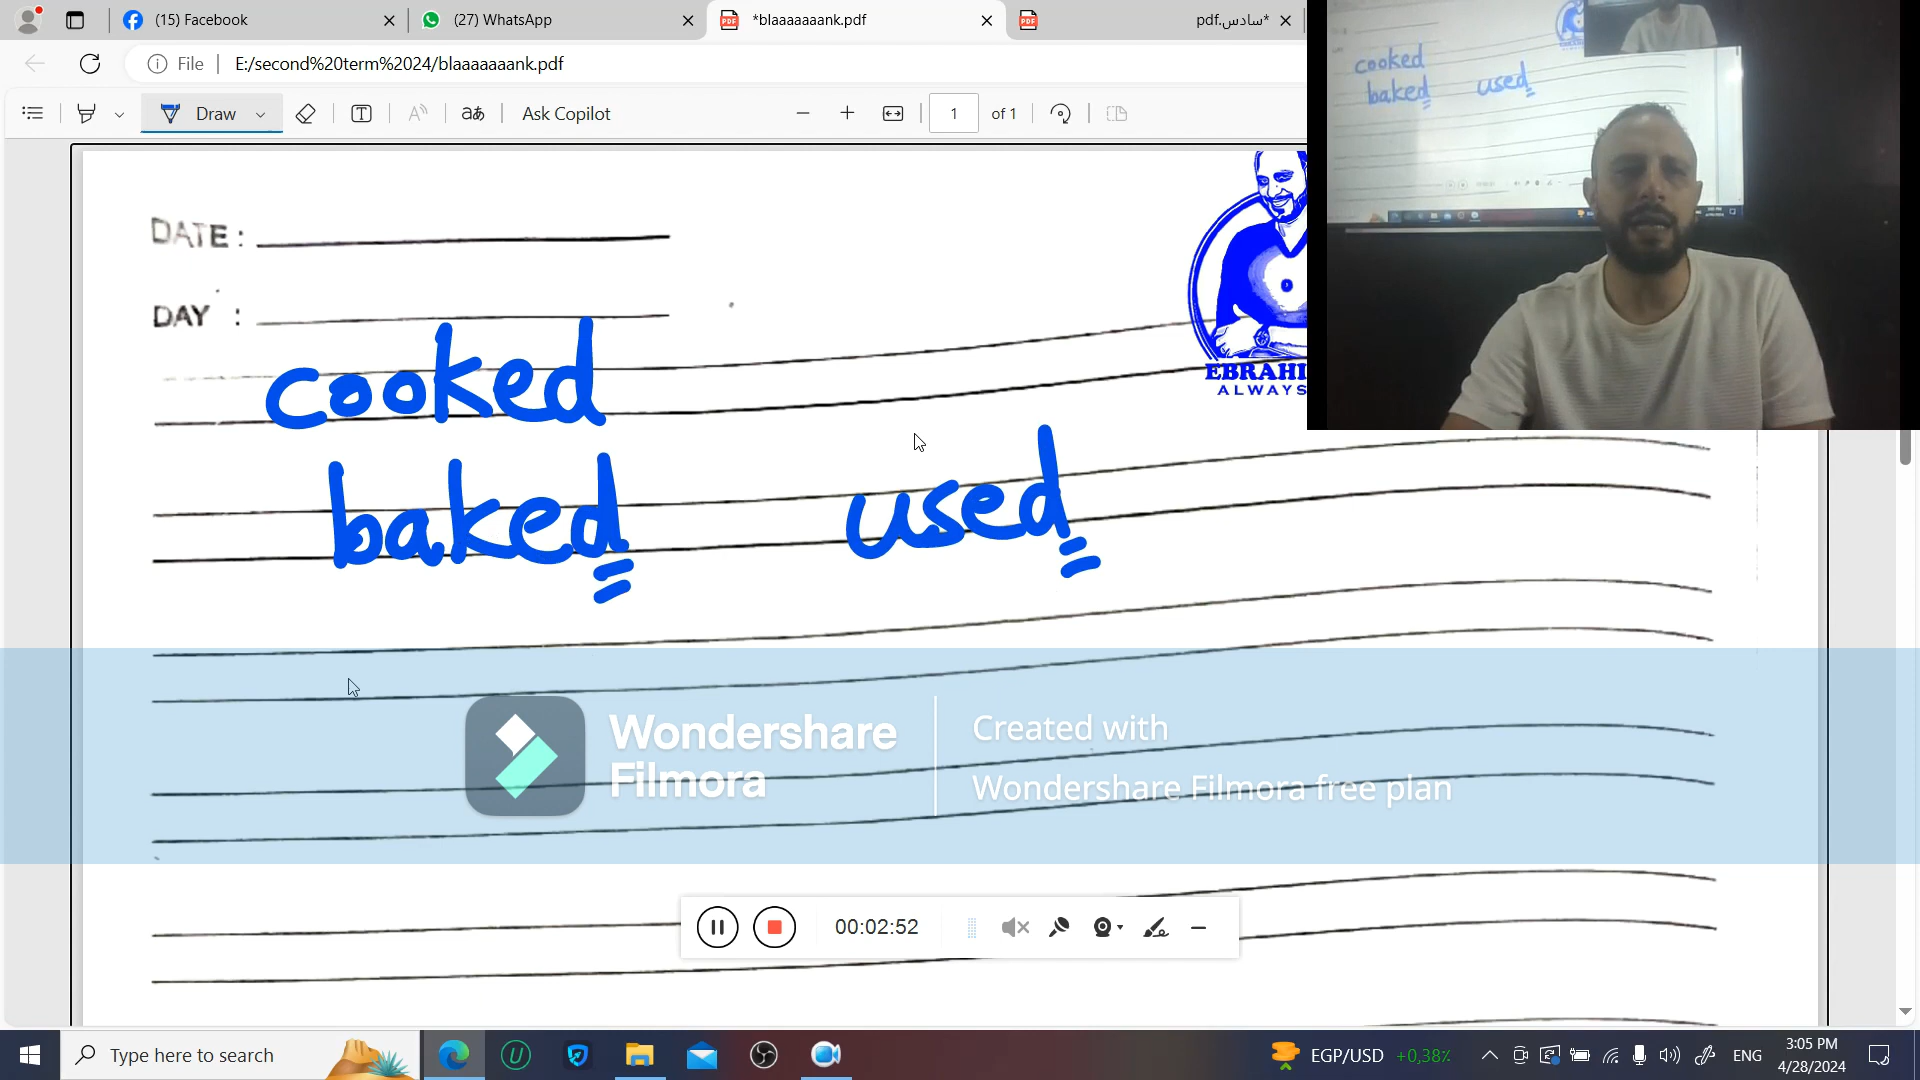 (15) Facebook
(27) WhatsApp
*blaaaaaaank.pdf
سادس.pdf*
File
E:/second%20term%2024/blaaaaaaank.pdf
Draw
Ask Copilot
1 of 1
DATE :
DAY :
EBRAHI
ALWAYS
cooked
baked used
cooked
baked used
Wondershare
Filmora
Created with
Wondershare Filmora free plan
00:02:52
Type here to search
EGP/USD +0,38%
ENG
3:05 PM
4/28/2024